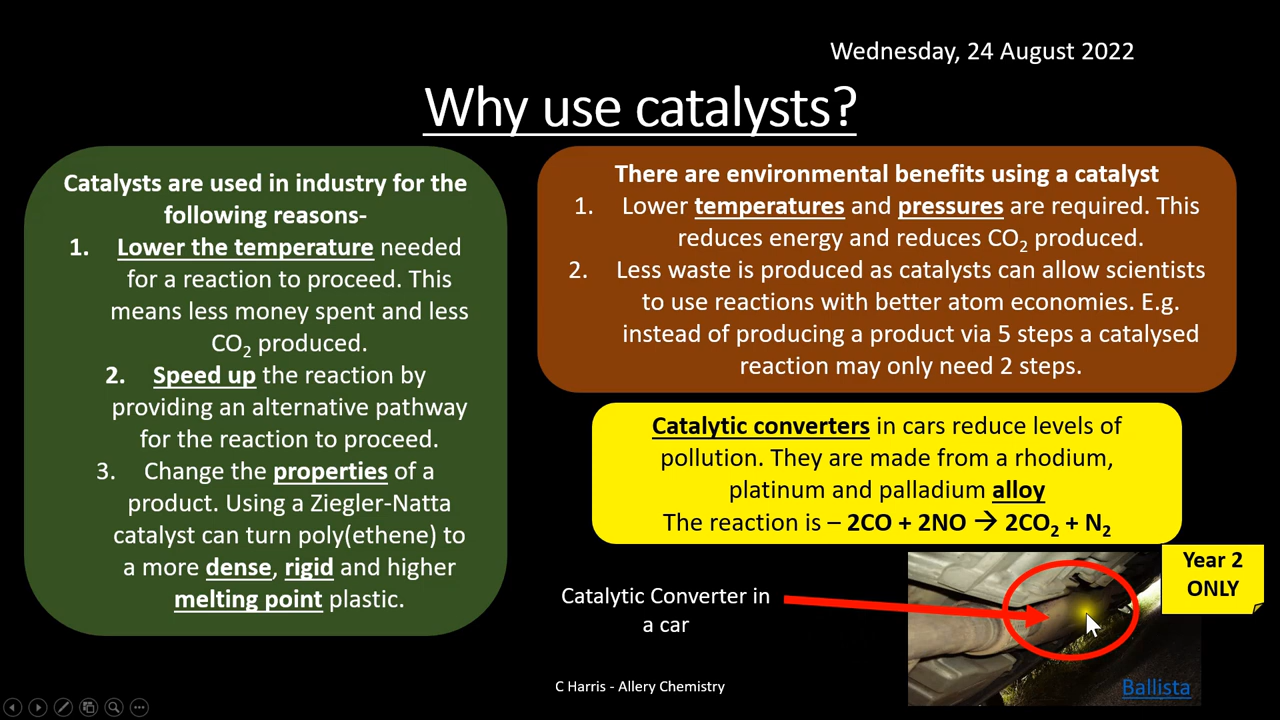 Wednesday, 24 August 2022
Why use catalysts?
Catalysts are used in industry for the
following reasons-
1. Lower the temperature needed
for a reaction to proceed. This
means less money spent and less
CO₂ produced.
2. Speed up the reaction by
providing an alternative pathway
for the reaction to proceed.
3. Change the properties of a
product. Using a Ziegler-Natta
catalyst can turn poly(ethene) to
a more dense, rigid and higher
melting point plastic.
There are environmental benefits using a catalyst
1. Lower temperatures and pressures are required. This
reduces energy and reduces CO₂ produced.
2. Less waste is produced as catalysts can allow scientists
to use reactions with better atom economies. E.g.
instead of producing a product via 5 steps a catalysed
reaction may only need 2 steps.
Catalytic converters in cars reduce levels of
pollution. They are made from a rhodium,
platinum and palladium alloy
The reaction is – 2CO + 2NO → 2CO₂ + N₂
Year 2
ONLY
Catalytic Converter in
a car
Ballista
C Harris - Allery Chemistry